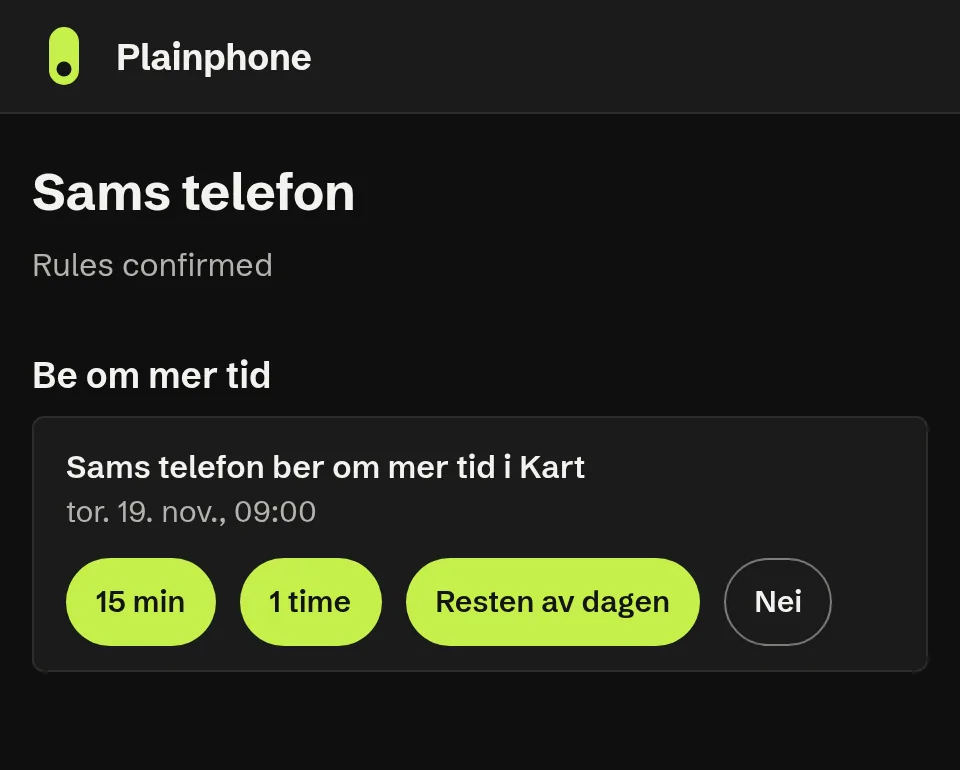 Plainphone
Sams telefon
Rules confirmed
Be om mer tid
Sams telefon ber om mer tid i Kart
tor. 19. nov., 09:00
15 min
1 time
Resten av dagen
Nei